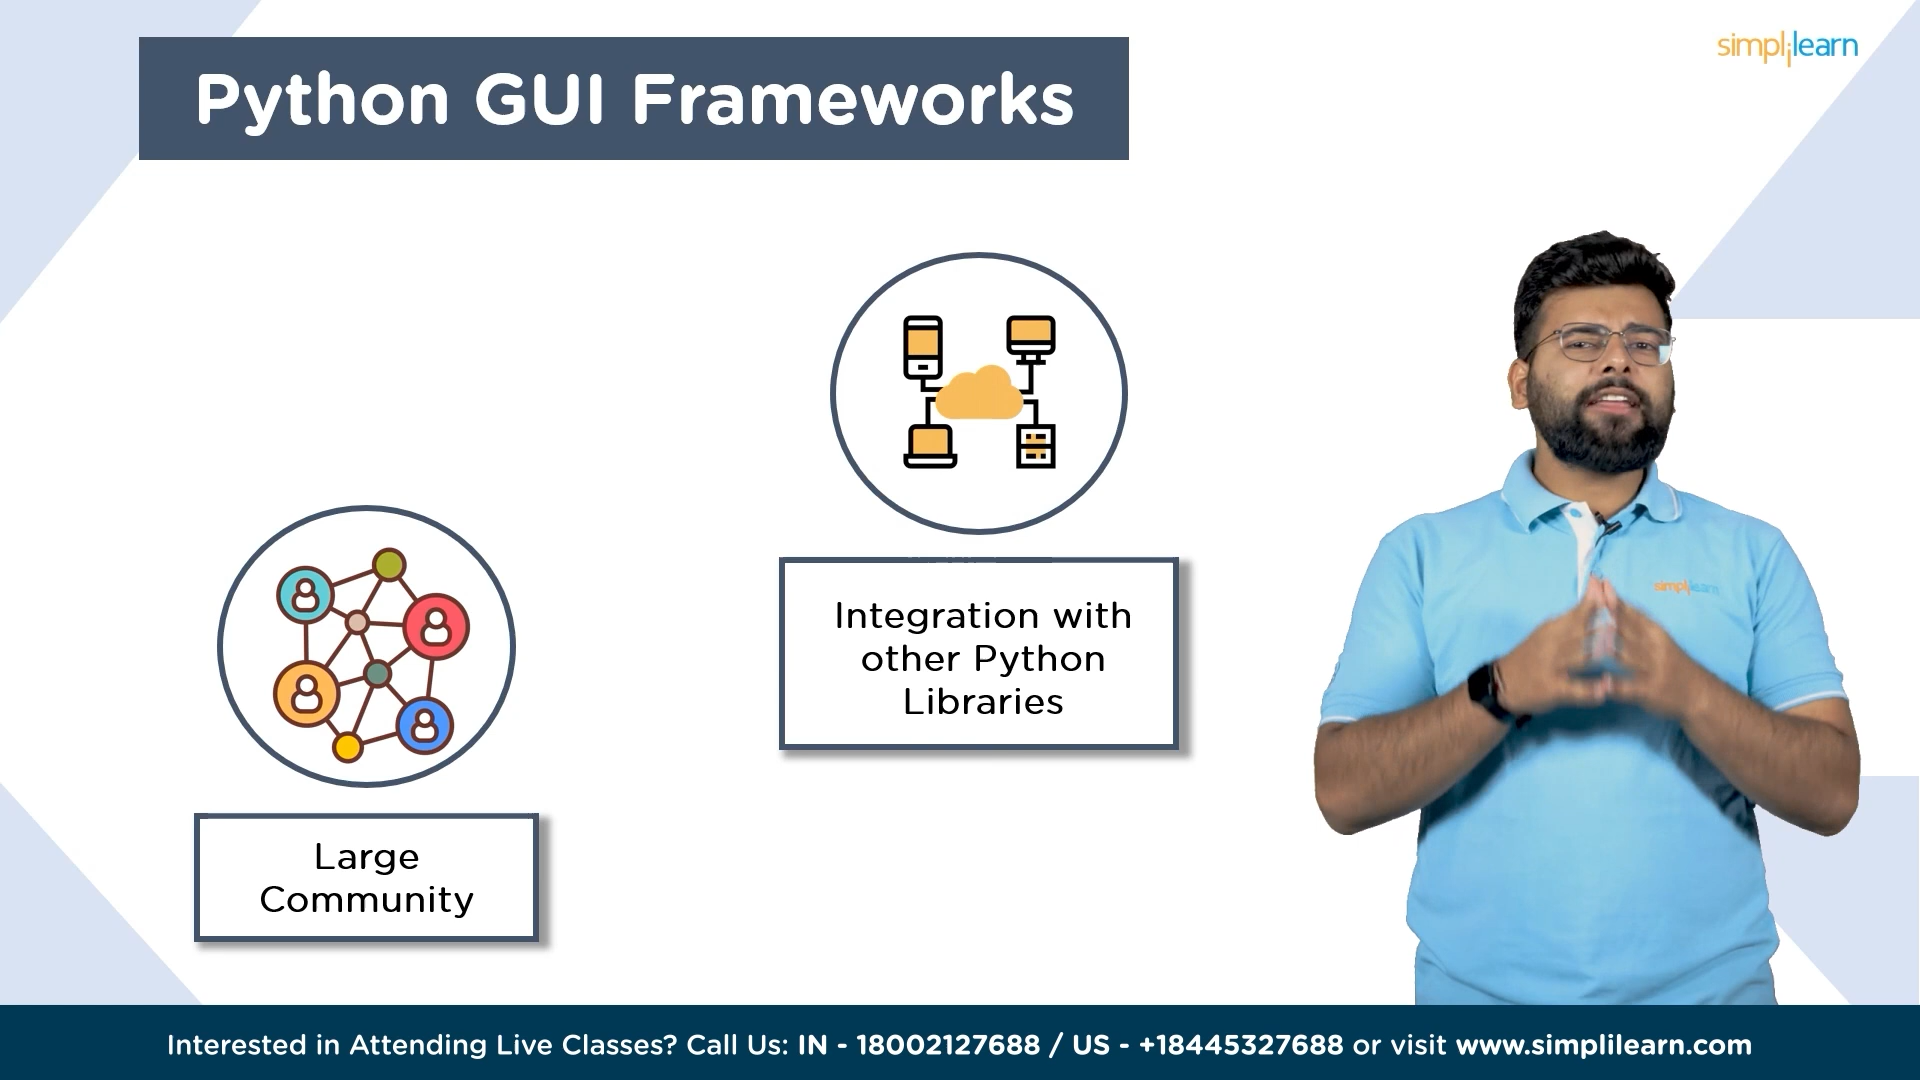 Python GUI Frameworks
simplilearn
Integration with
other Python
Libraries
simplilearn
Large
Community
Interested in Attending Live Classes? Call Us: IN - 18002127688 / US - +18445327688 or visit www.simplilearn.com